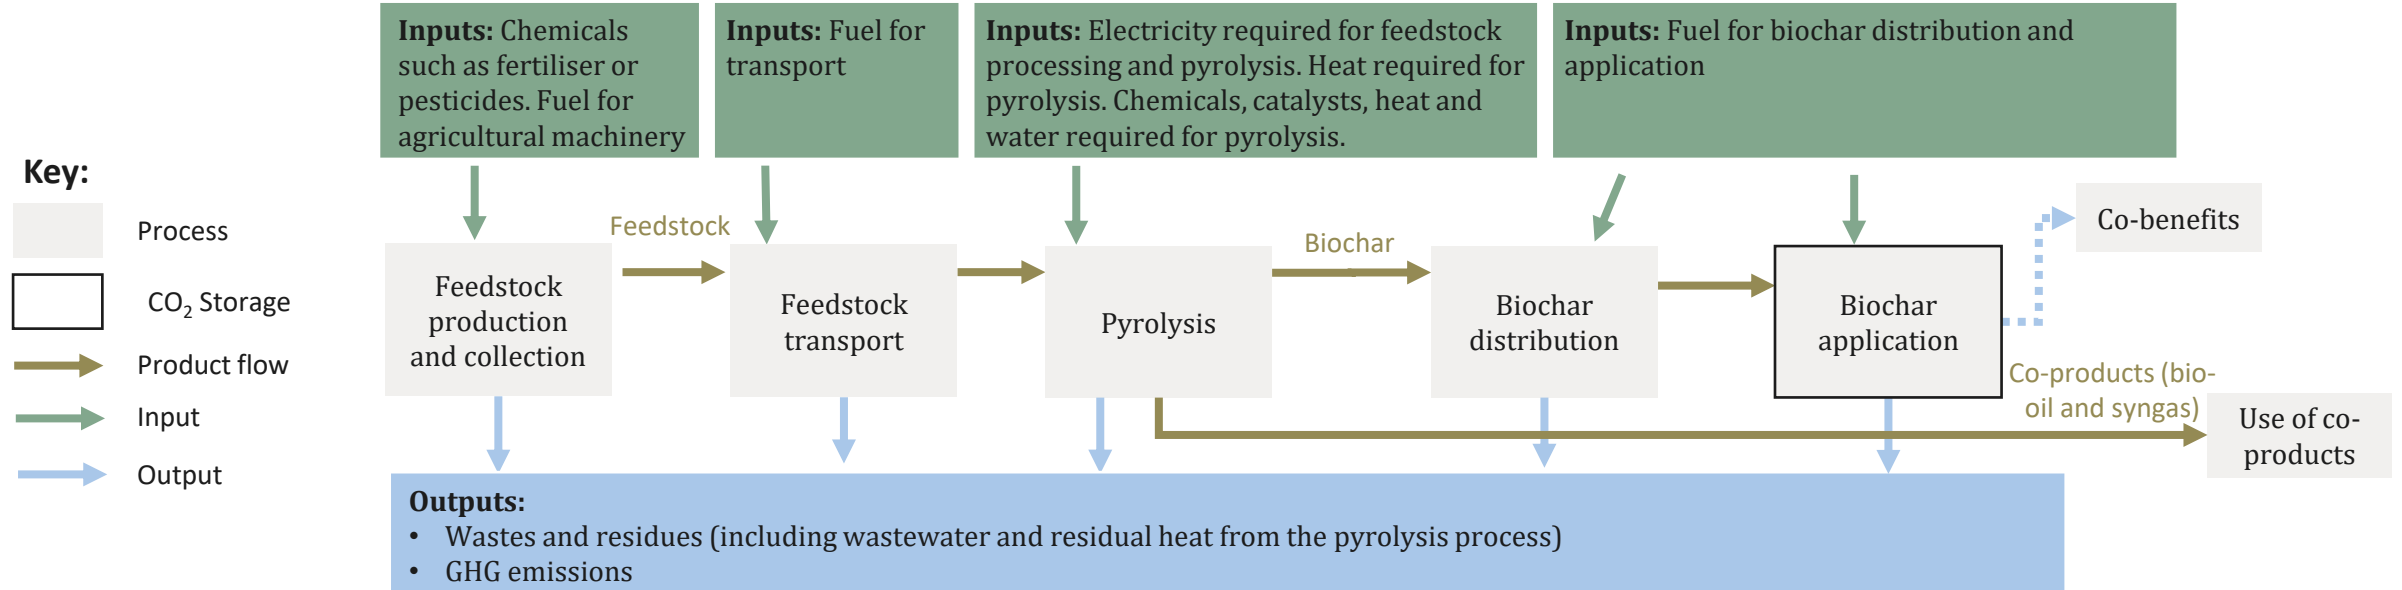 Inputs: Chemicals
such as fertiliser or
pesticides. Fuel for
agricultural machinery
Inputs: Fuel for
transport
Inputs: Electricity required for feedstock
processing and pyrolysis. Heat required for
pyrolysis. Chemicals, catalysts, heat and
water required for pyrolysis.
Inputs: Fuel for biochar distribution and
application
Key:
Process
CO₂ Storage
Product flow
Input
Output
Feedstock
production
and collection
Feedstock
Feedstock
transport
Pyrolysis
Biochar
Biochar
distribution
Biochar
application
Co-benefits
Co-products (bio-
oil and syngas)
Use of co-
products
Outputs:
• Wastes and residues (including wastewater and residual heat from the pyrolysis process)
• GHG emissions